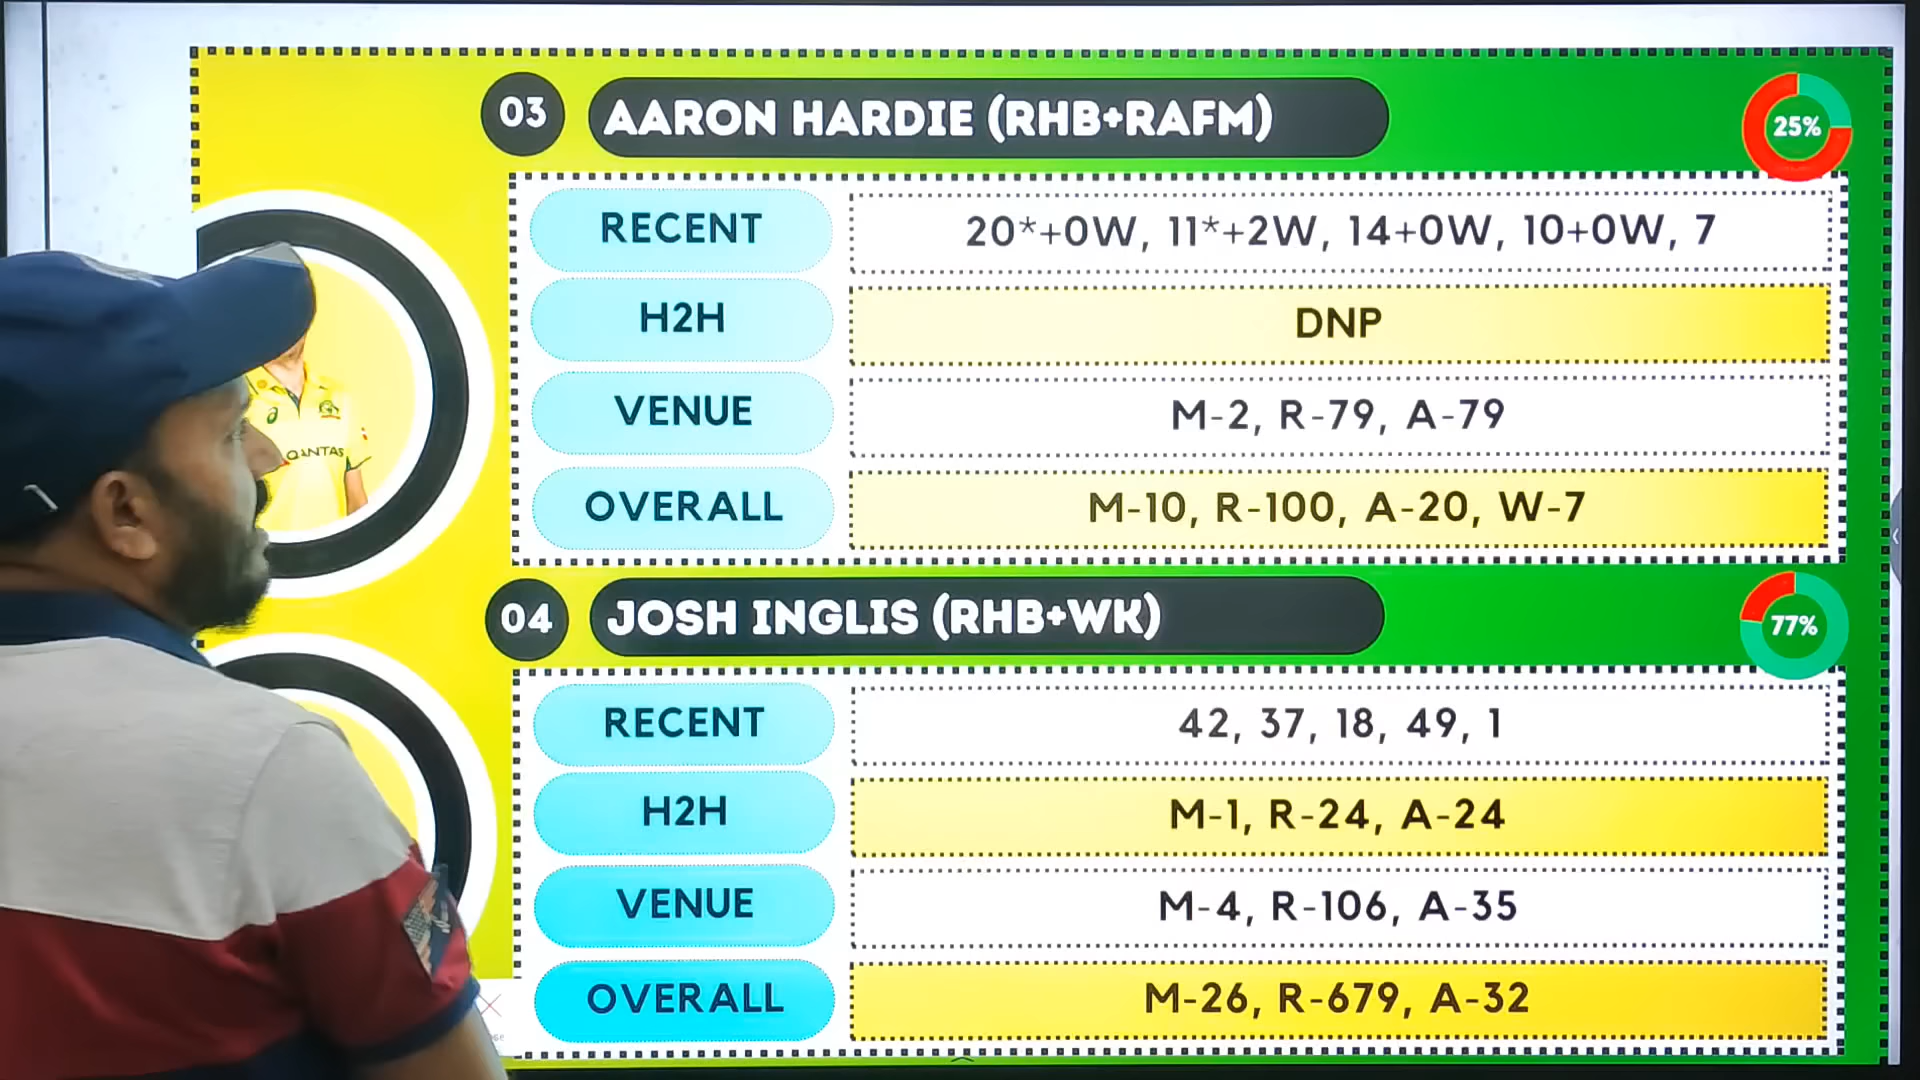 03 AARON HARDIE (RHB+RAFM) 25%
RECENT 20*+0W, 11*+2W, 14+0W, 10+0W, 7
H2H DNP
VENUE M-2, R-79, A-79
OVERALL M-10, R-100, A-20, W-7
QANTAS
04 JOSH INGLIS (RHB+WK) 77%
RECENT 42, 37, 18, 49, 1
H2H M-1, R-24, A-24
VENUE M-4, R-106, A-35
OVERALL M-26, R-679, A-32